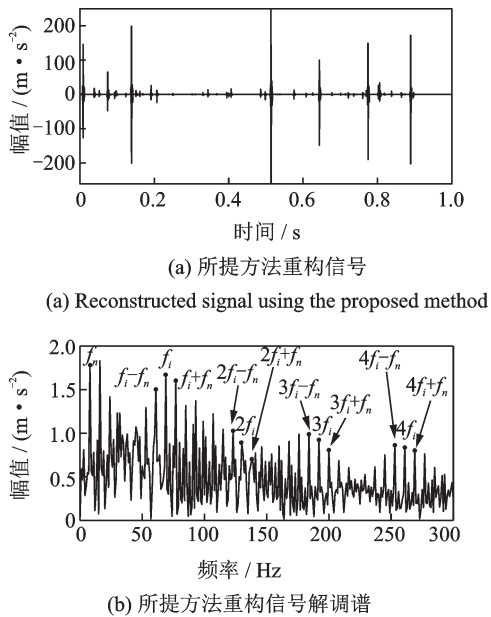 200
100
0
−100
−200
幅值 / (m • s⁻²)
0 0.2 0.4 0.6 0.8 1.0
时间 / s
(a) 所提方法重构信号
(a) Reconstructed signal using the proposed method
2.0
1.5
1.0
0.5
0
幅值 / (m • s⁻²)
fₙ
fᵢ−fₙ
fᵢ
fᵢ+fₙ
2fᵢ−fₙ
2fᵢ
2fᵢ+fₙ
3fᵢ−fₙ
3fᵢ
3fᵢ+fₙ
4fᵢ−fₙ
4fᵢ
4fᵢ+fₙ
0 50 100 150 200 250 300
频率 / Hz
(b) 所提方法重构信号解调谱